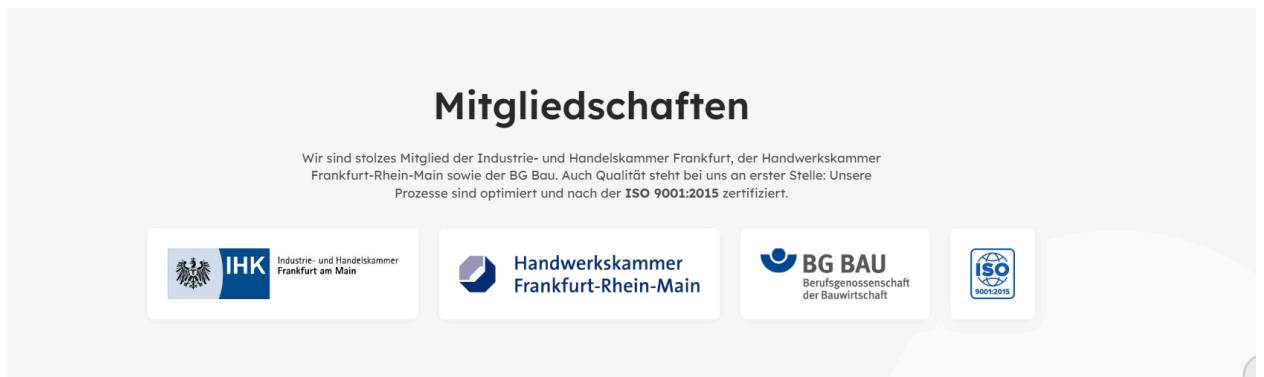 Mitgliedschaften
Wir sind stolzes Mitglied der Industrie- und Handelskammer Frankfurt, der Handwerkskammer
Frankfurt-Rhein-Main sowie der BG Bau. Auch Qualität steht bei uns an erster Stelle: Unsere
Prozesse sind optimiert und nach der ISO 9001:2015 zertifiziert.
IHK
Industrie- und Handelskammer
Frankfurt am Main
Handwerkskammer
Frankfurt-Rhein-Main
BG BAU
Berufsgenossenschaft
der Bauwirtschaft
ISO
9001:2015